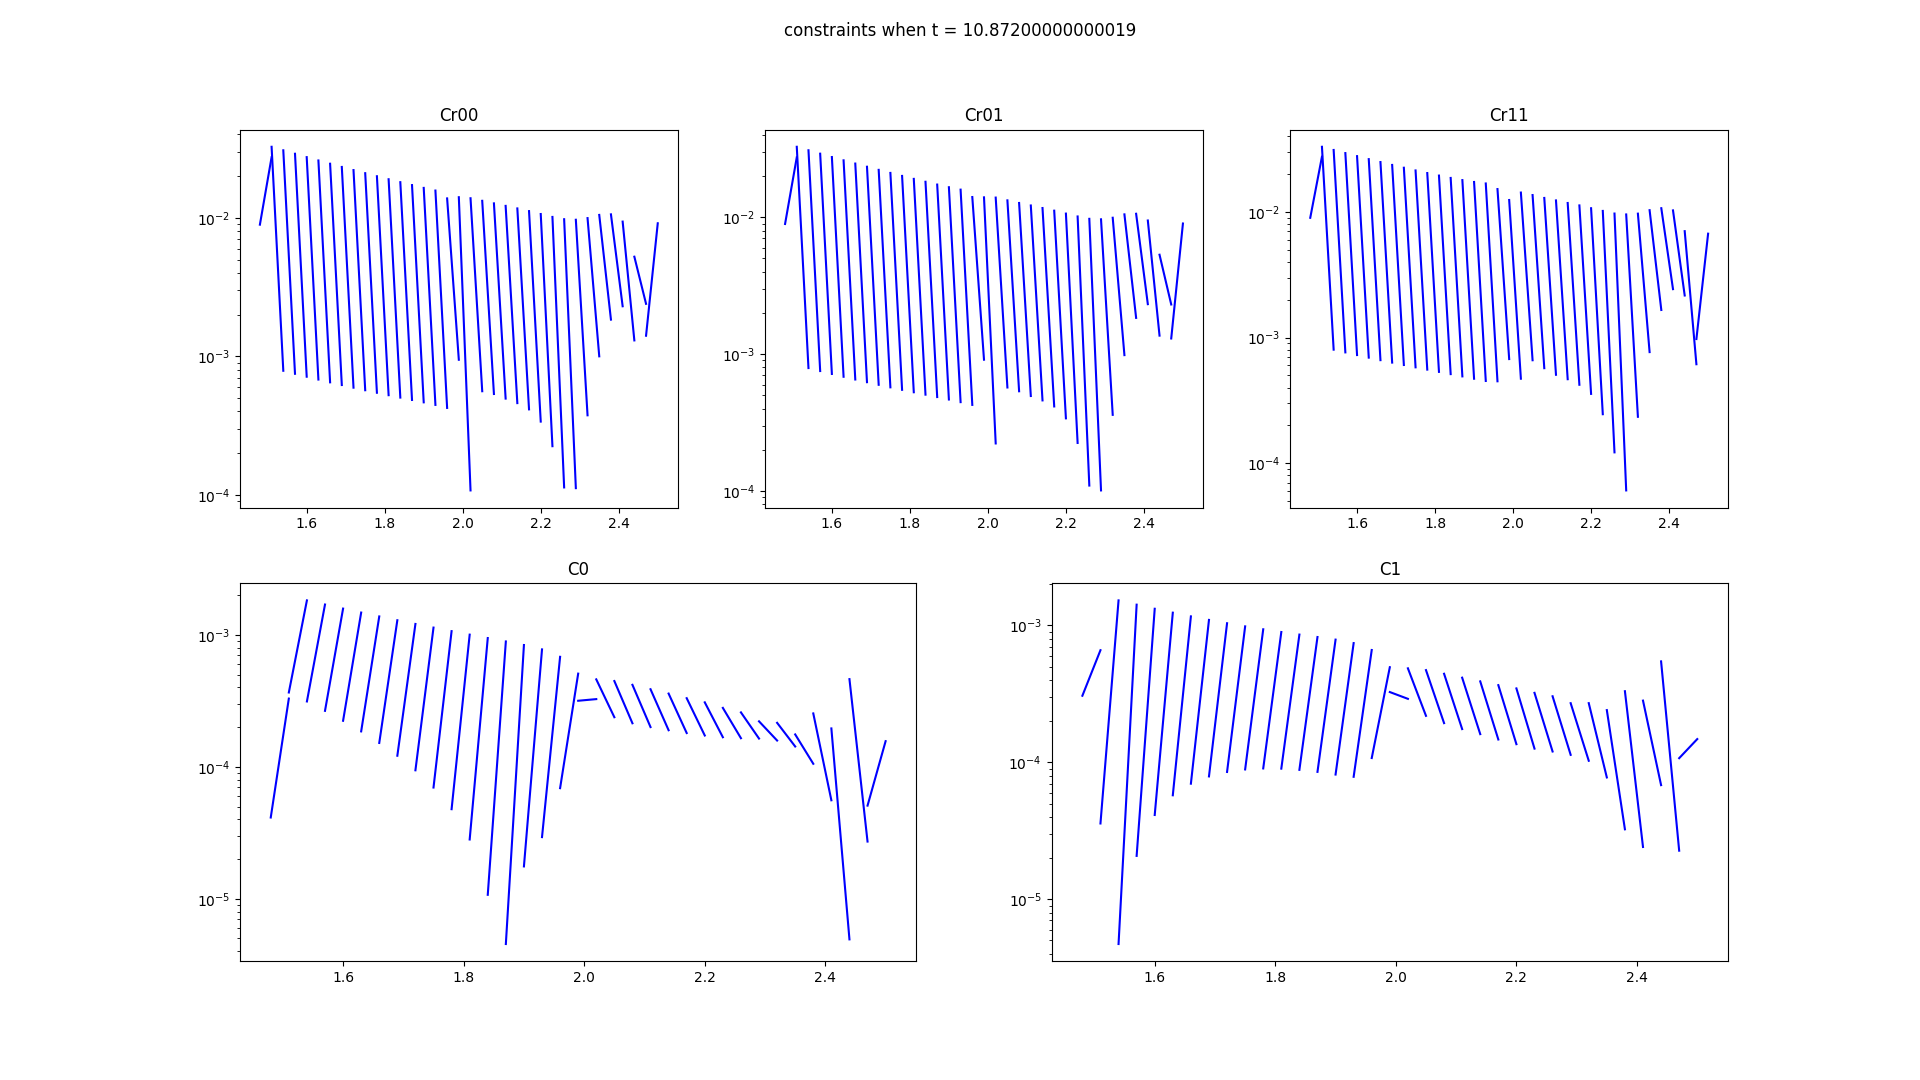 constraints when t = 10.87200000000019
Cr00 Cr01 Cr11
10⁻² 10⁻² 10⁻²
10⁻³ 10⁻³ 10⁻³
10⁻⁴ 10⁻⁴ 10⁻⁴
1.6 1.8 2.0 2.2 2.4 1.6 1.8 2.0 2.2 2.4 1.6 1.8 2.0 2.2 2.4
C0 C1
10⁻³ 10⁻³
10⁻⁴ 10⁻⁴
10⁻⁵ 10⁻⁵
1.6 1.8 2.0 2.2 2.4 1.6 1.8 2.0 2.2 2.4